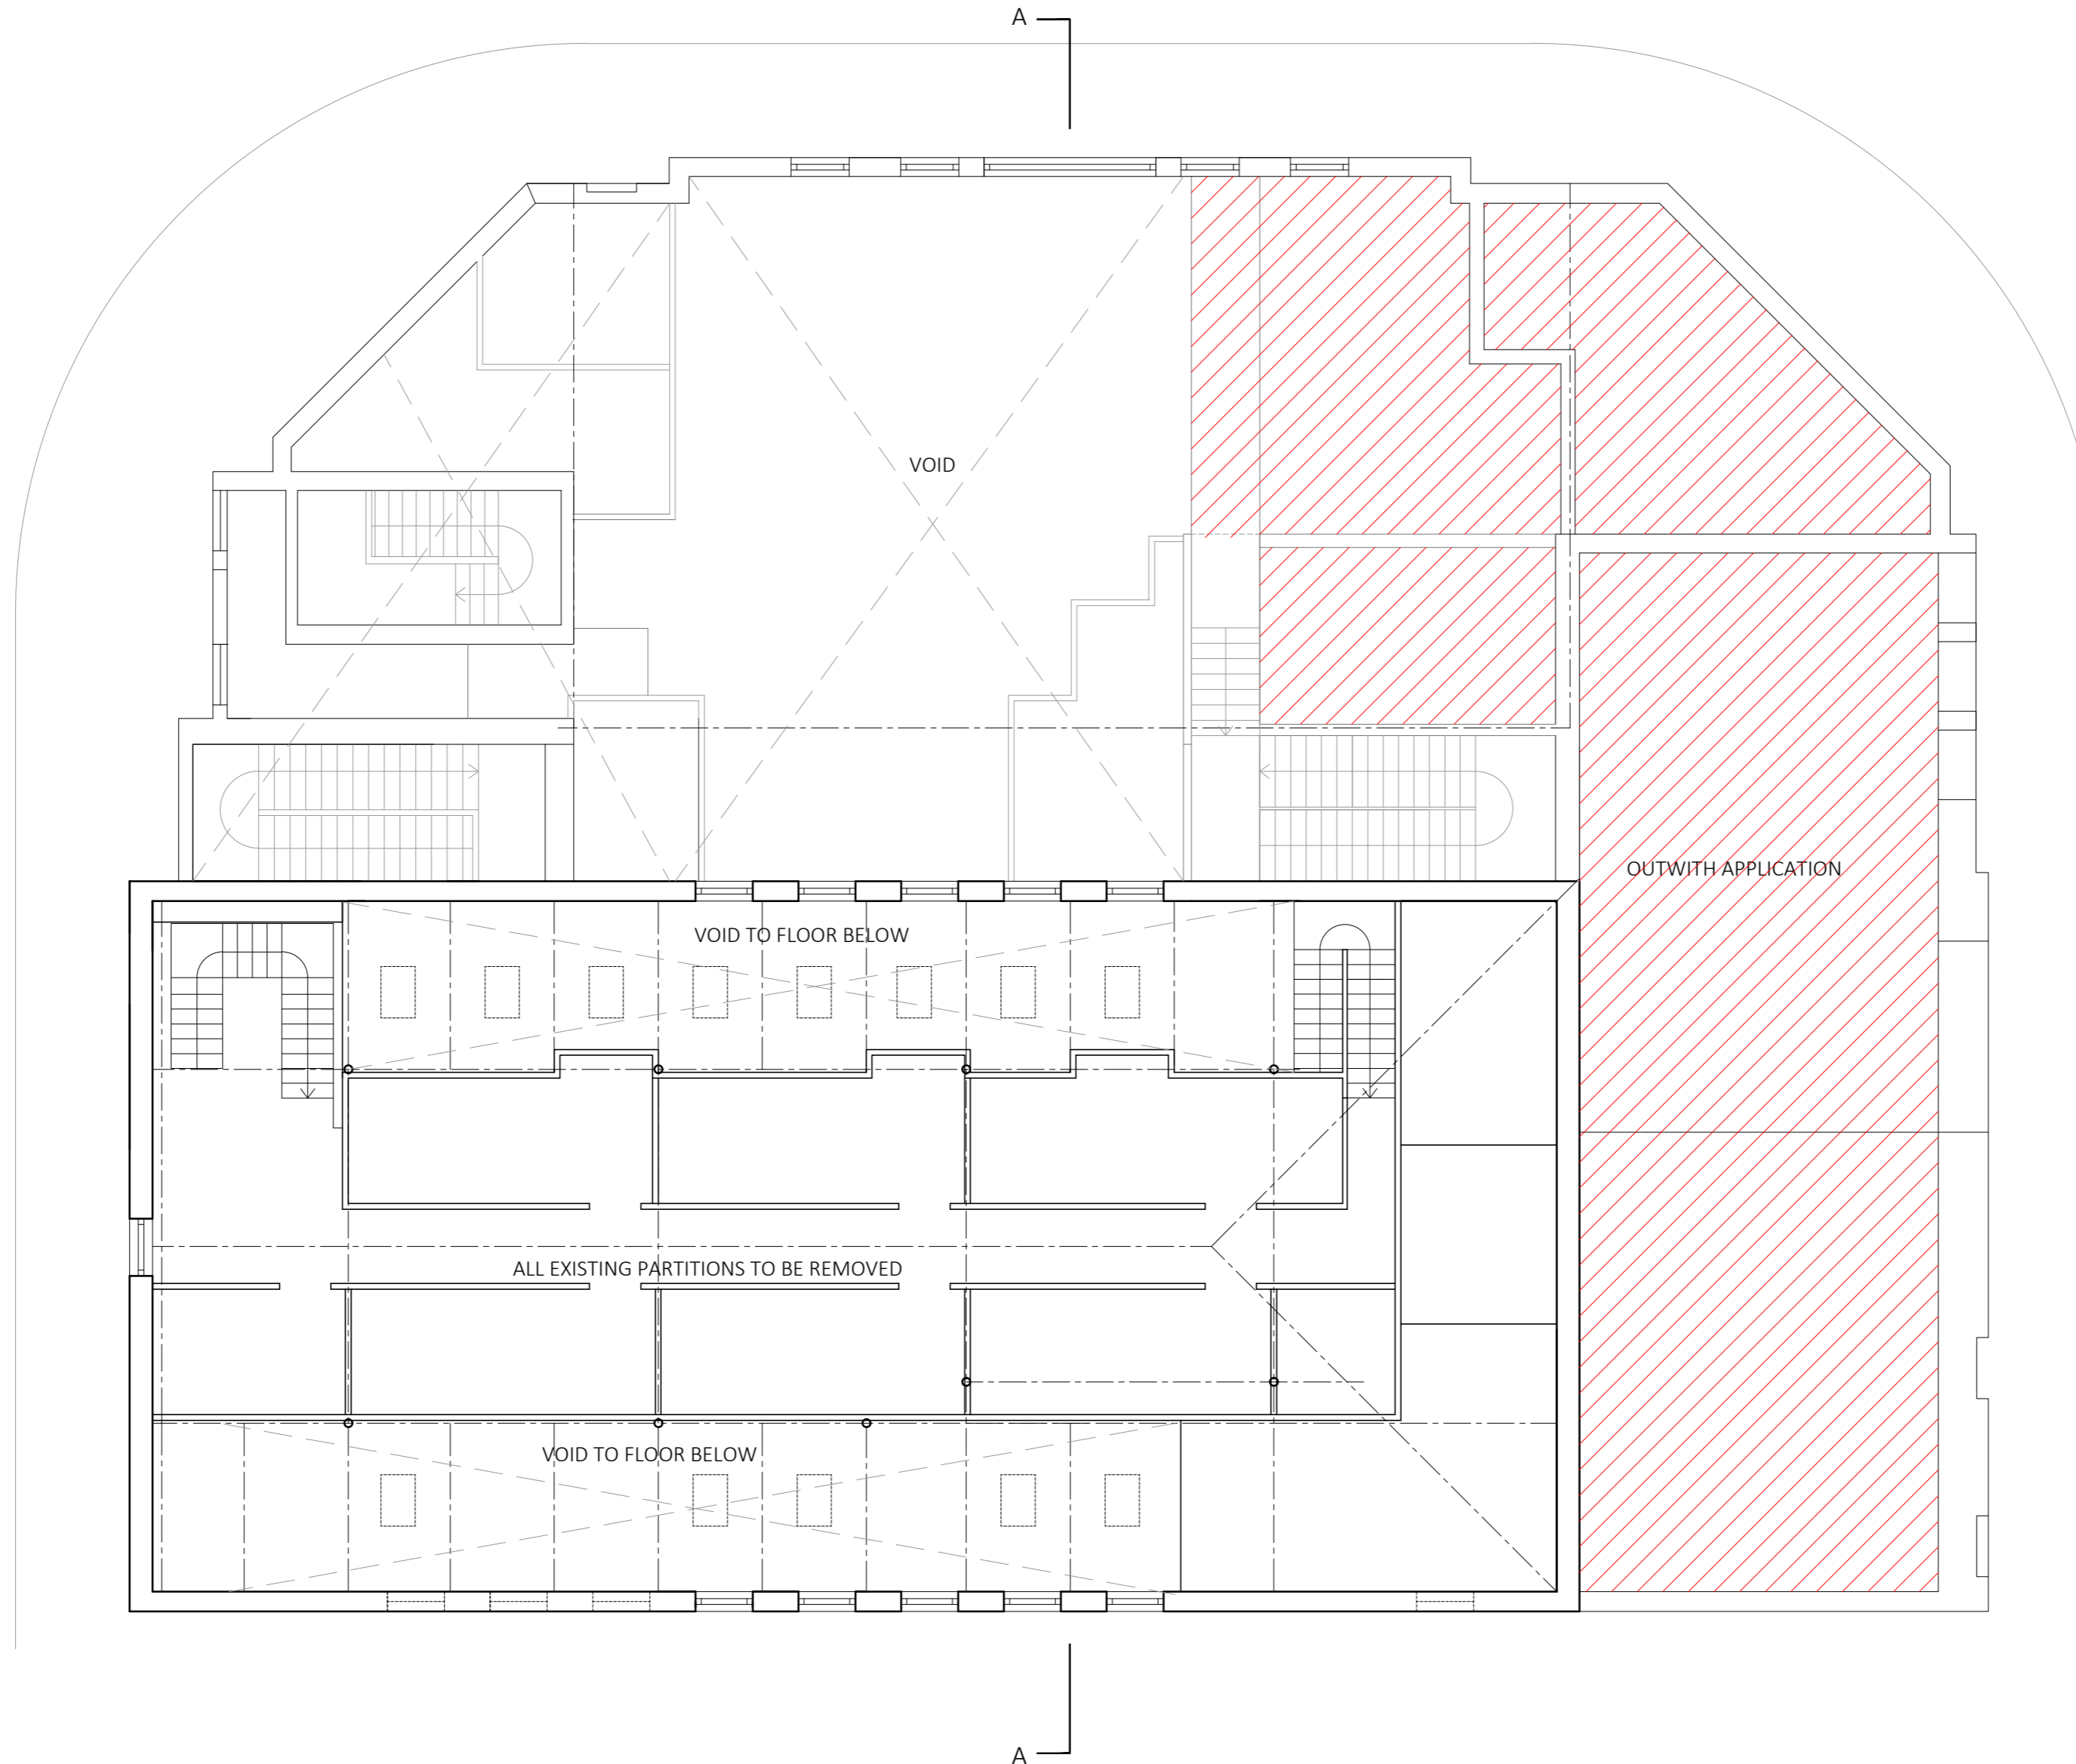 A
VOID
OUTWITH APPLICATION
VOID TO FLOOR BELOW
ALL EXISTING PARTITIONS TO BE REMOVED
VOID TO FLOOR BELOW
A